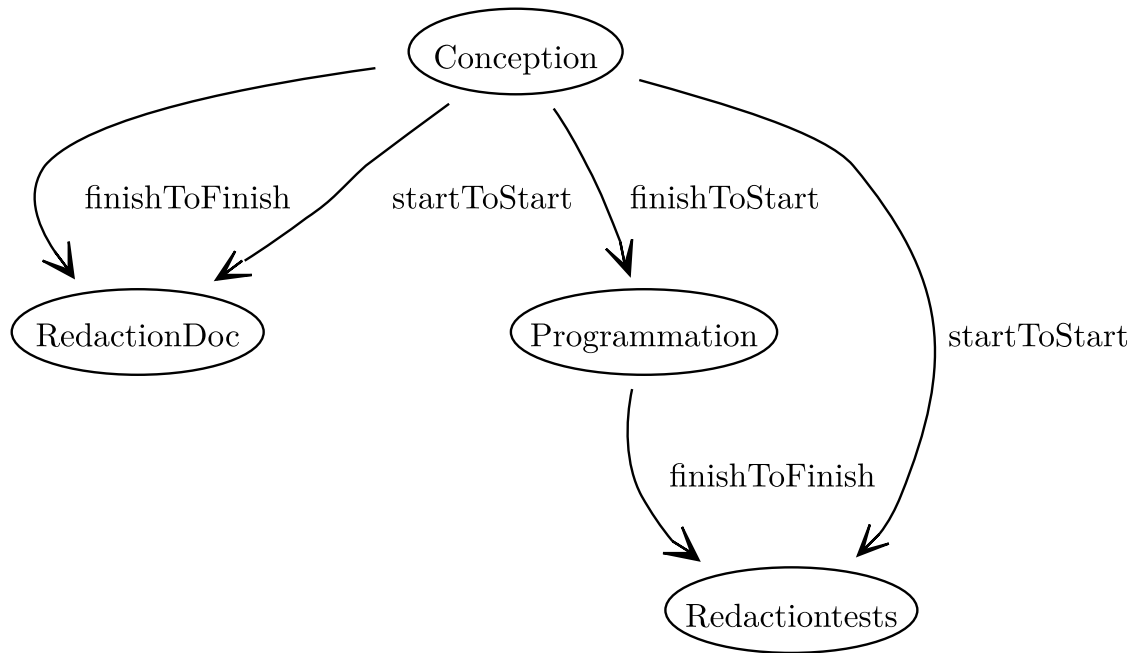 Conception
finishToFinish
startToStart
finishToStart
RedactionDoc
Programmation
startToStart
finishToFinish
Redactiontests